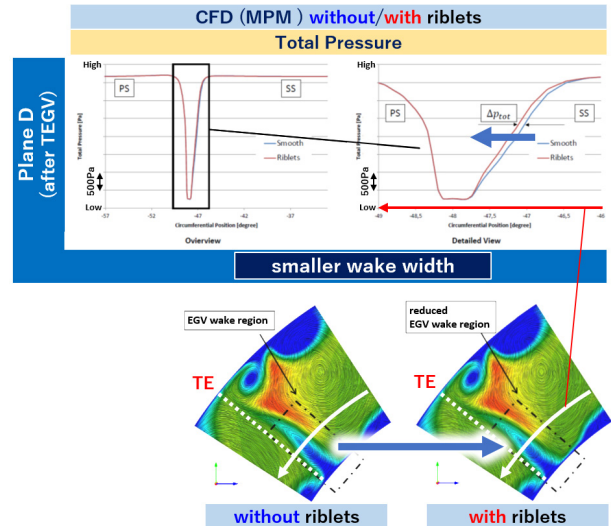 CFD (MPM) without/with riblets
Total Pressure
Plane D
(after TEGV)
High
PS
SS
Total Pressure [Pa]
500Pa
Low
-57
-52
-47
-42
-37
Circumferential Position [degree]
Overview
High
PS
Δp_tot
SS
Total Pressure [Pa]
Smooth
Riblets
500Pa
Low
-49
-48,5
-48
-47,5
-47
-46,5
-46
Circumferential Position [degree]
Detailed View
smaller wake width
EGV wake region
TE
without riblets
reduced
EGV wake region
TE
with riblets